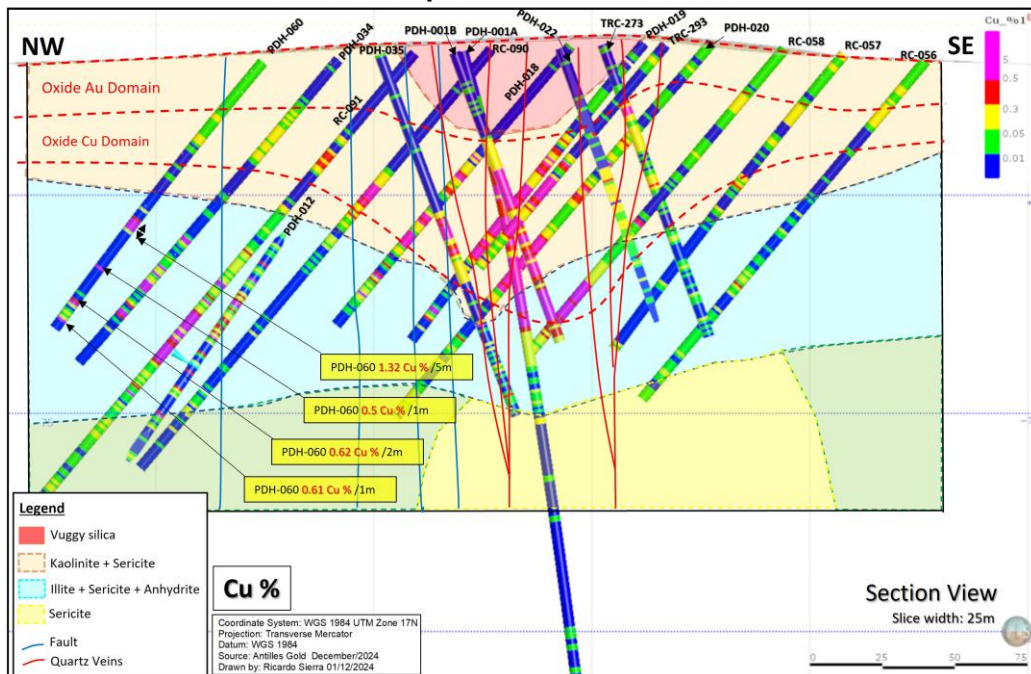 NW
SE
Cu_%1
5
0.5
0.3
0.05
0.01
PDH-060
PDH-034
PDH-035
PDH-001B
PDH-001A
RC-090
PDH-022
TRC-273
PDH-019
TRC-293
PDH-020
RC-058
RC-057
RC-056
Oxide Au Domain
RC-091
PDH-018
Oxide Cu Domain
PDH-012
PDH-060 1.32 Cu % /5m
PDH-060 0.5 Cu % /1m
PDH-060 0.62 Cu % /2m
PDH-060 0.61 Cu % /1m
Legend
Vuggy silica
Kaolinite + Sericite
Illite + Sericite + Anhydrite
Sericite
Fault
Quartz Veins
Cu %
Coordinate System: WGS 1984 UTM Zone 17N
Projection: Transverse Mercator
Datum: WGS 1984
Source: Antilles Gold December/2024
Drawn by: Ricardo Sierra 01/12/2024
Section View
Slice width: 25m
0 25 50 75